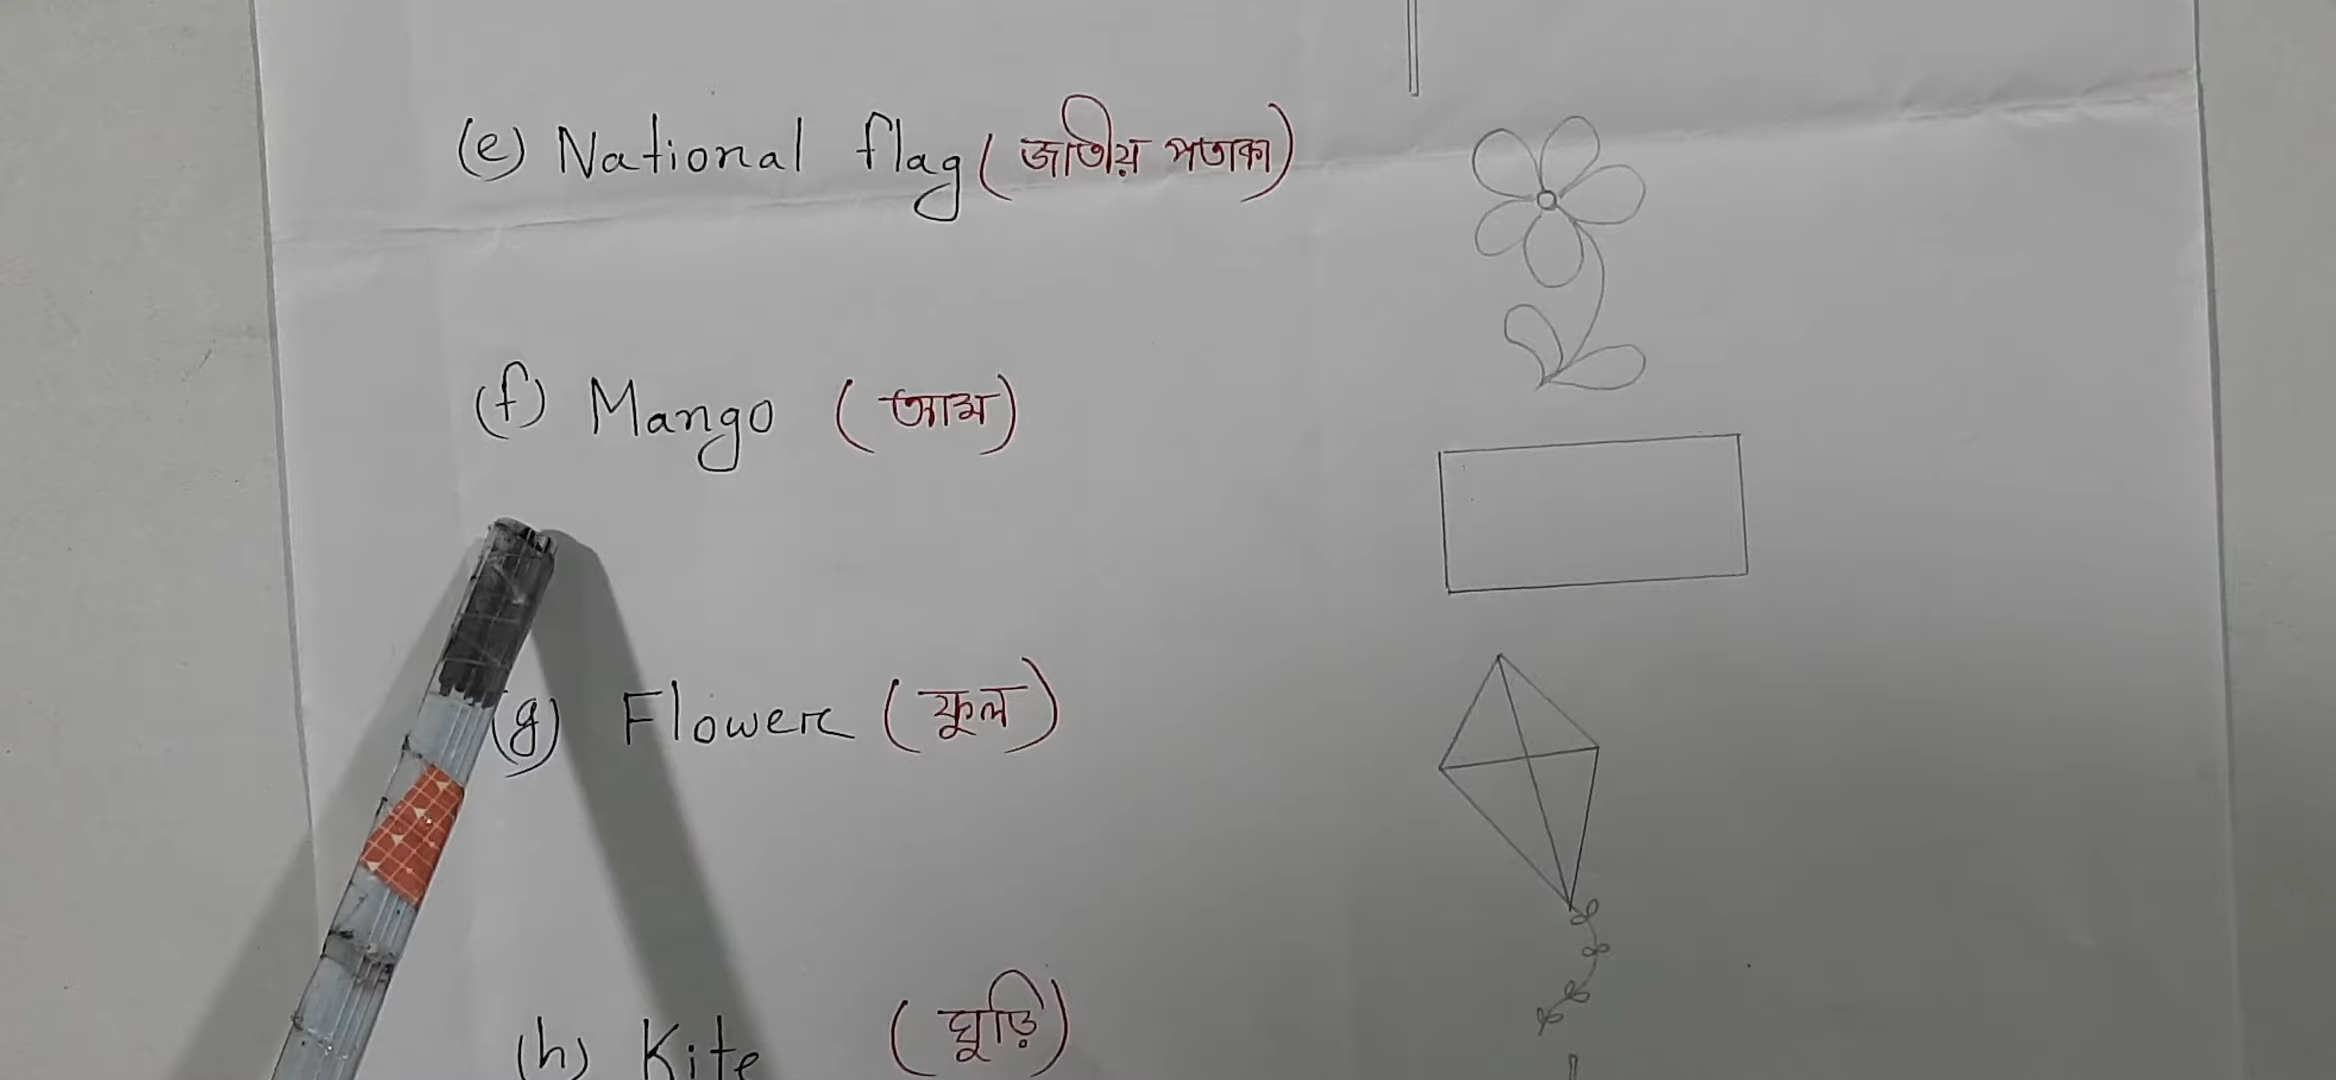 (e) National flag (জাতীয় পতাকা)
(f) Mango (আম)
(g) Flower (ফুল)
(h) Kite (ঘুড়ি)